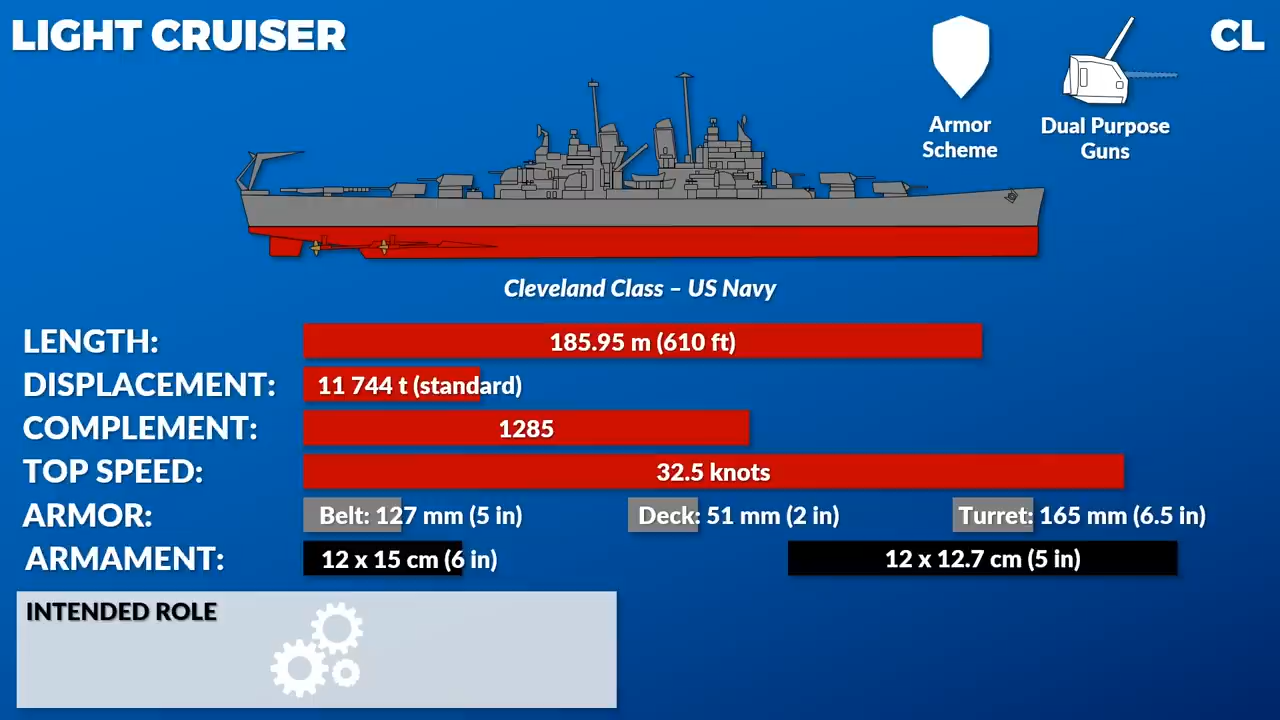 LIGHT CRUISER
CL
Armor
Scheme
Dual Purpose
Guns
Cleveland Class – US Navy
LENGTH: 185.95 m (610 ft)
DISPLACEMENT: 11 744 t (standard)
COMPLEMENT: 1285
TOP SPEED: 32.5 knots
ARMOR: Belt: 127 mm (5 in) Deck: 51 mm (2 in) Turret: 165 mm (6.5 in)
ARMAMENT: 12 x 15 cm (6 in) 12 x 12.7 cm (5 in)
INTENDED ROLE